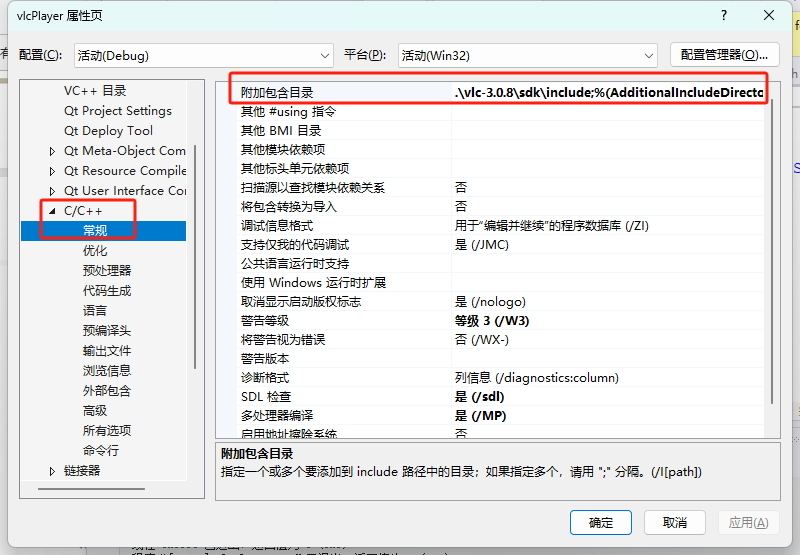 vlcPlayer 属性页
配置(C): 活动(Debug) 平台(P): 活动(Win32) 配置管理器(O)...
VC++ 目录
Qt Project Settings
Qt Deploy Tool
Qt Meta-Object Com
Qt Resource Compile
Qt User Interface Con
C/C++
常规
优化
预处理器
代码生成
语言
预编译头
输出文件
浏览信息
外部包含
高级
所有选项
命令行
链接器
附加包含目录 .\vlc-3.0.8\sdk\include;%(AdditionalIncludeDirecto
其他 #using 指令
其他 BMI 目录
其他模块依赖项
其他标头单元依赖项
扫描源以查找模块依赖关系 否
将包含转换为导入 否
调试信息格式 用于“编辑并继续”的程序数据库 (/ZI)
支持仅我的代码调试 是 (/JMC)
公共语言运行时支持
使用 Windows 运行时扩展
取消显示启动版权标志 是 (/nologo)
警告等级 等级 3 (/W3)
将警告视为错误 否 (/WX-)
警告版本
诊断格式 列信息 (/diagnostics:column)
SDL 检查 是 (/sdl)
多处理器编译 是 (/MP)
启用地址擦除系统 否
附加包含目录
指定一个或多个要添加到 include 路径中的目录；如果指定多个，请用 ";" 分隔。(/I[path])
确定 取消 应用(A)